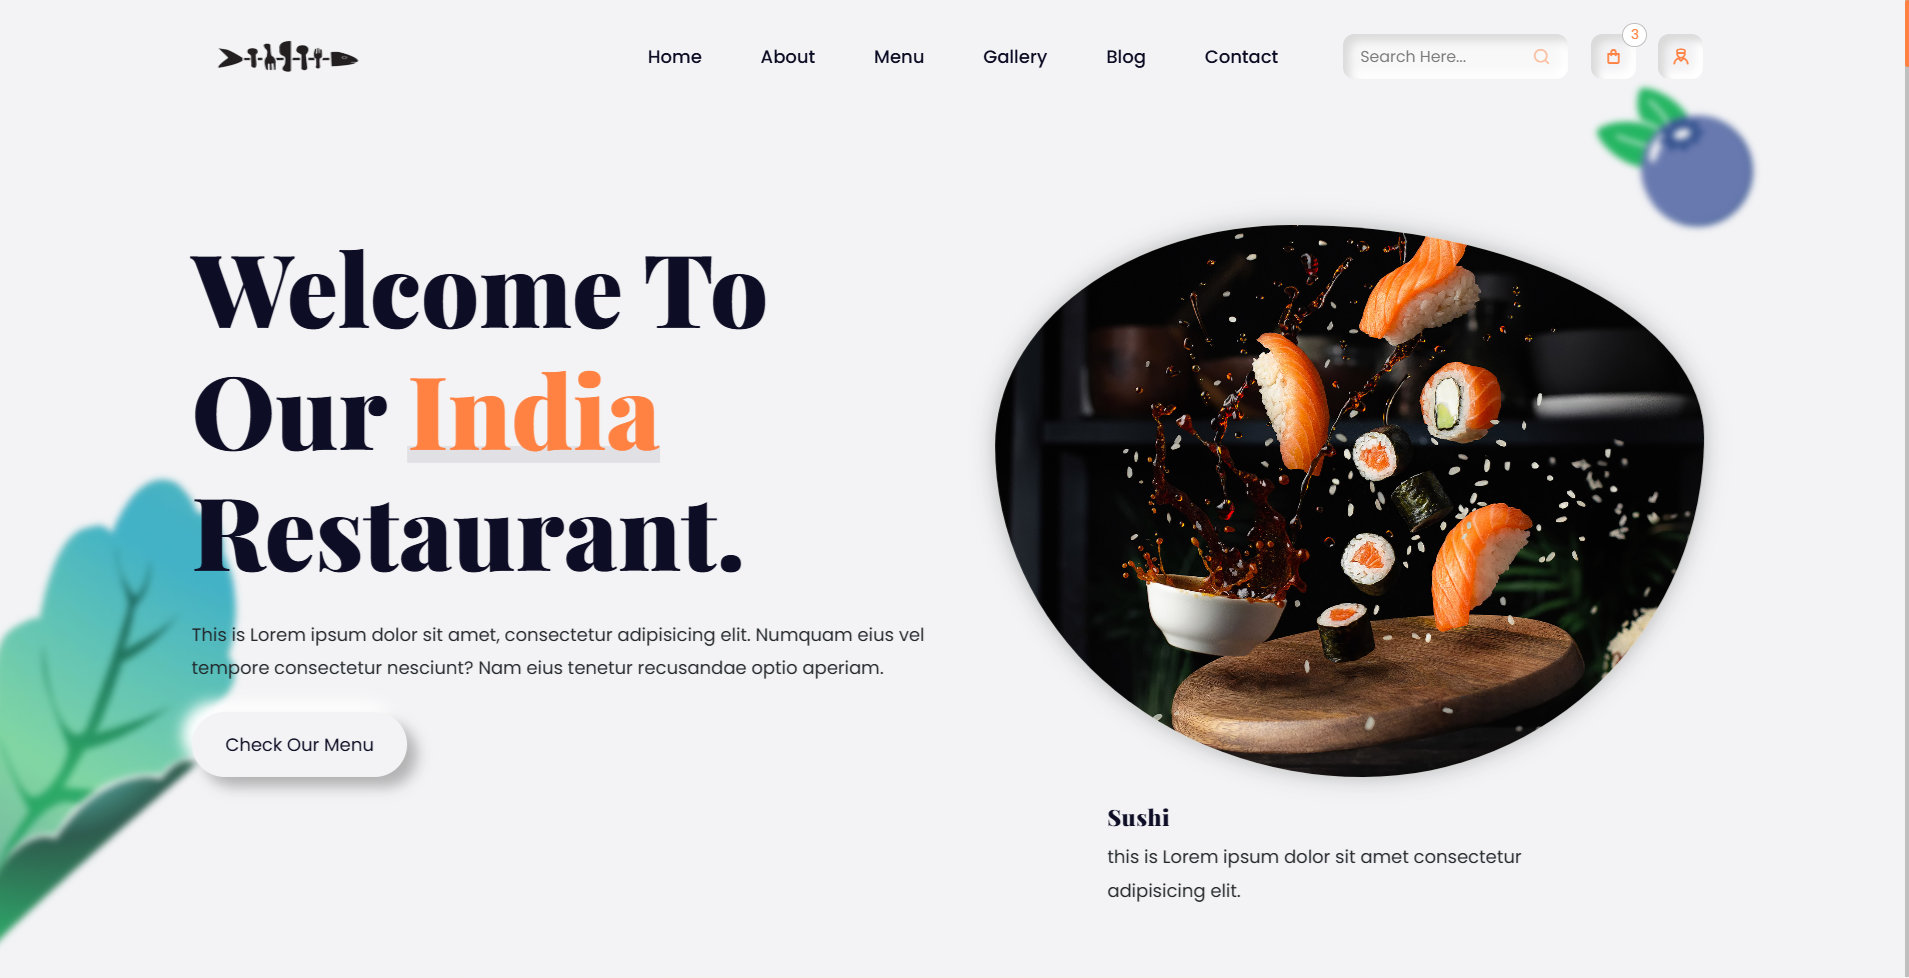 Home About Menu Gallery Blog Contact Search Here... 3
Welcome To
Our India
Restaurant.
This is Lorem ipsum dolor sit amet, consectetur adipisicing elit. Numquam eius vel
tempore consectetur nesciunt? Nam eius tenetur recusandae optio aperiam.
Check Our Menu
Sushi
this is Lorem ipsum dolor sit amet consectetur
adipisicing elit.